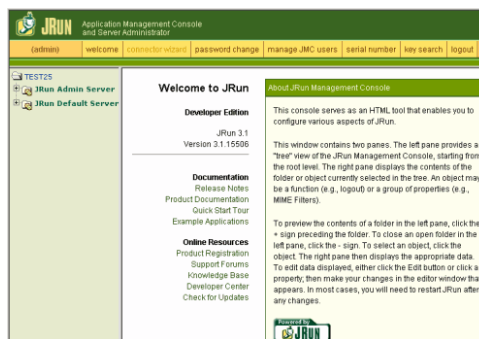 JRUN
Application Management Console
and Server Administrator
(admin) welcome connector wizard password change manage JMC users serial number key search logout
TEST25
JRun Admin Server
JRun Default Server
Welcome to JRun
Developer Edition
JRun 3.1
Version 3.1.15506
Documentation
Release Notes
Product Documentation
Quick Start Tour
Example Applications
Online Resources
Product Registration
Support Forums
Knowledge Base
Developer Center
Check for Updates
About JRun Management Console
This console serves as an HTML tool that enables you to
configure various aspects of JRun.
This window contains two panes. The left pane provides a
"tree" view of the JRun Management Console, starting from
the root level. The right pane displays the contents of the
folder or object currently selected in the tree. An object may
be a function (e.g., logout) or a group of properties (e.g.,
MIME Filters).
To preview the contents of a folder in the left pane, click the
+ sign preceding the folder. To close an open folder in the
left pane, click the - sign. To select an object, click the
object. The right pane then displays the appropriate data.
To edit data displayed, either click the Edit button or click a
property; then make your changes in the editor window tha
appears. In most cases, you will need to restart JRun after
any changes.
Powered by
JRUN